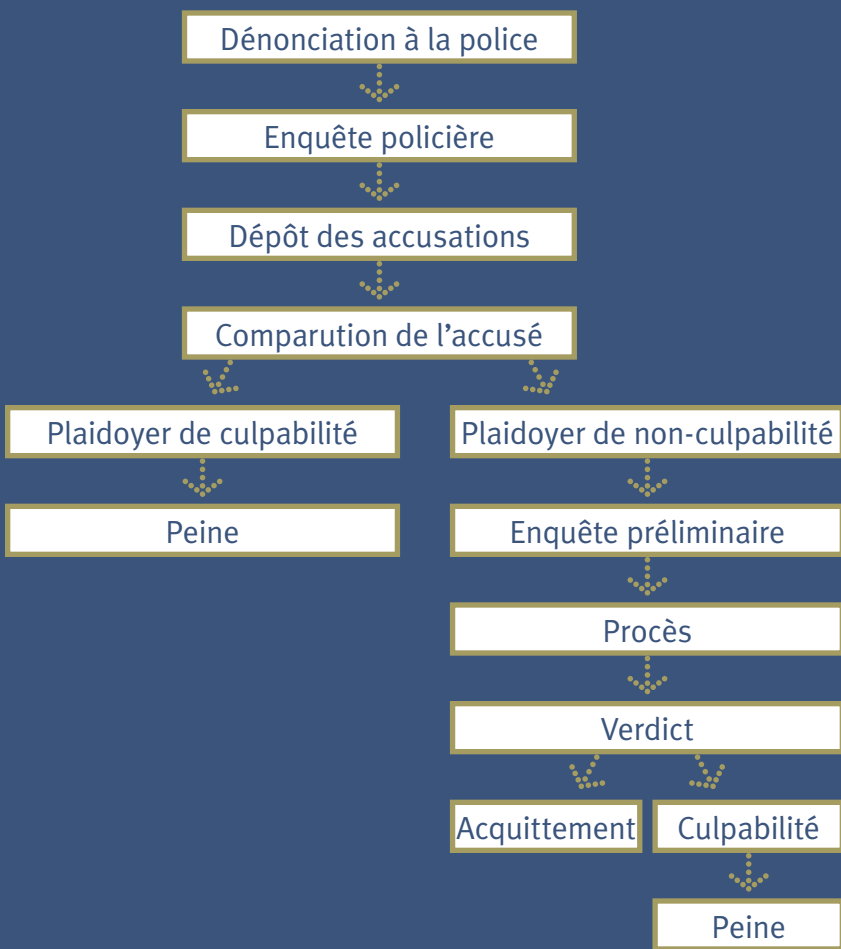 Dénonciation à la police
Enquête policière
Dépôt des accusations
Comparution de l’accusé
Plaidoyer de culpabilité
Plaidoyer de non-culpabilité
Peine
Enquête préliminaire
Procès
Verdict
Acquittement
Culpabilité
Peine